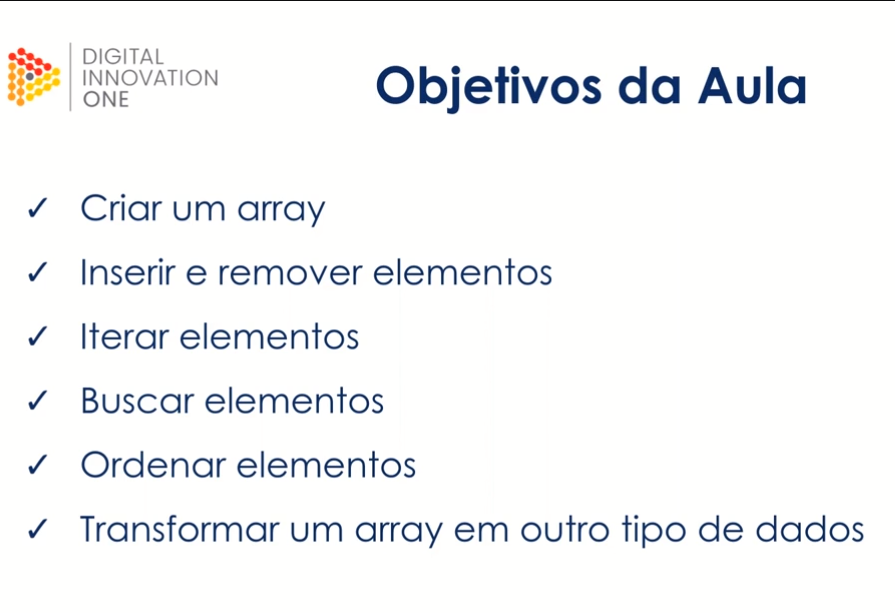 DIGITAL
INNOVATION
ONE
Objetivos da Aula
✓ Criar um array
✓ Inserir e remover elementos
✓ Iterar elementos
✓ Buscar elementos
✓ Ordenar elementos
✓ Transformar um array em outro tipo de dados